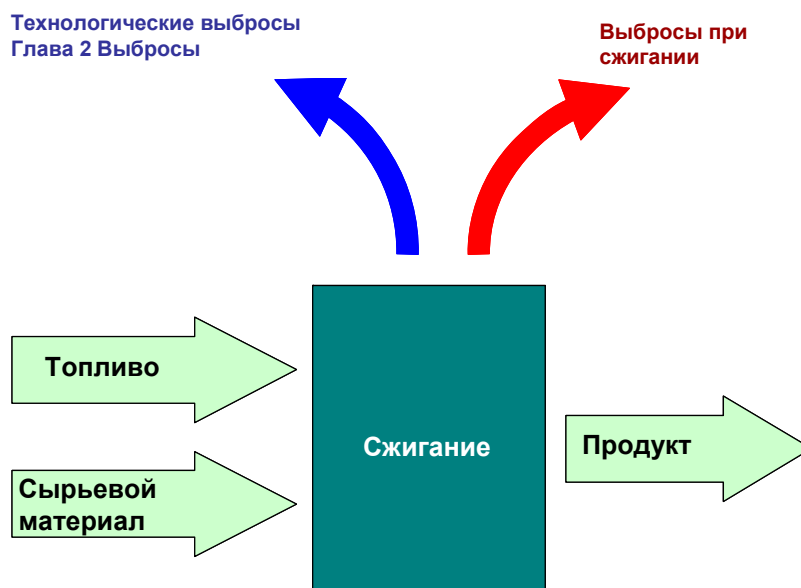 Технологические выбросы
Глава 2 Выбросы
Выбросы при
сжигании
Топливо
Сжигание
Продукт
Сырьевой
материал